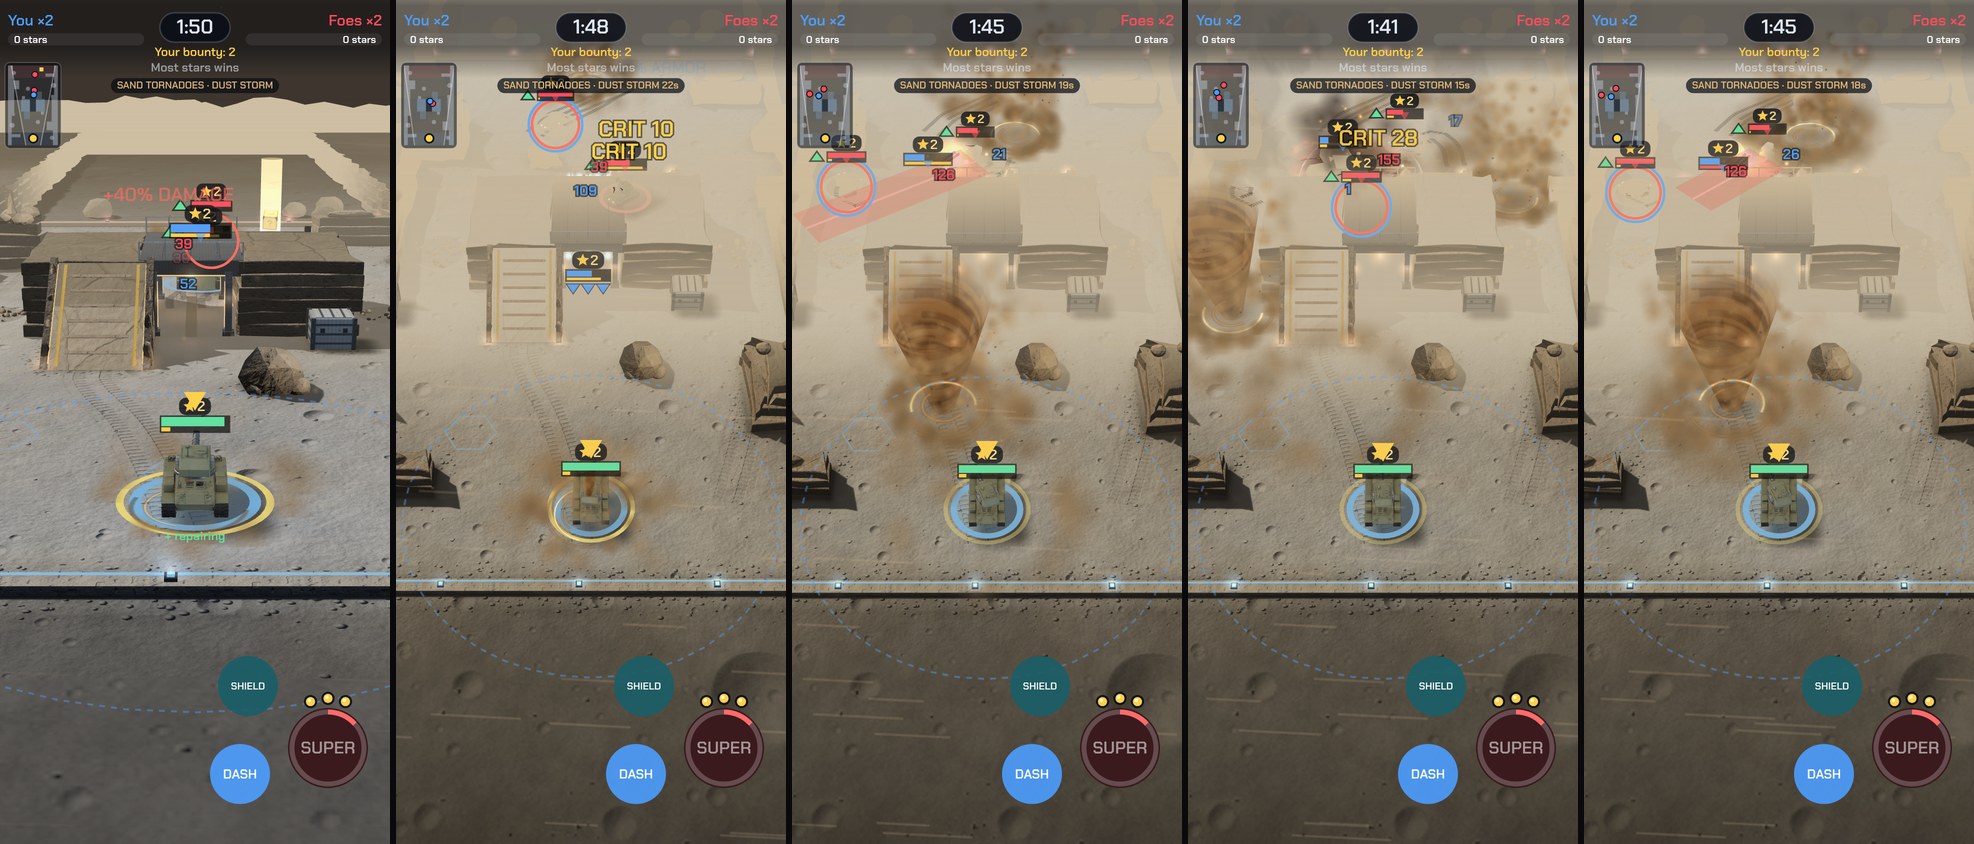 You ×2
1:50
Foes ×2
0 stars
0 stars
Your bounty: 2
Most stars wins
SAND TORNADOES · DUST STORM
+40% DAMAGE
★2
★2
39
52
★2
+ repairing
SHIELD
SUPER
DASH
You ×2
1:48
Foes ×2
0 stars
0 stars
Your bounty: 2
Most stars wins
SAND TORNADOES · DUST STORM 22s
CRIT 10
CRIT 10
39
109
★2
★2
SHIELD
SUPER
DASH
You ×2
1:45
Foes ×2
0 stars
0 stars
Your bounty: 2
Most stars wins
SAND TORNADOES · DUST STORM 19s
★2
★2
★2
21
126
★2
SHIELD
SUPER
DASH
You ×2
1:41
Foes ×2
0 stars
0 stars
Your bounty: 2
Most stars wins
SAND TORNADOES · DUST STORM 15s
★2
17
★2
CRIT 28
★2
155
1
★2
SHIELD
SUPER
DASH
You ×2
1:45
Foes ×2
0 stars
0 stars
Your bounty: 2
Most stars wins
SAND TORNADOES · DUST STORM 18s
★2
★2
★2
26
126
★2
SHIELD
SUPER
DASH